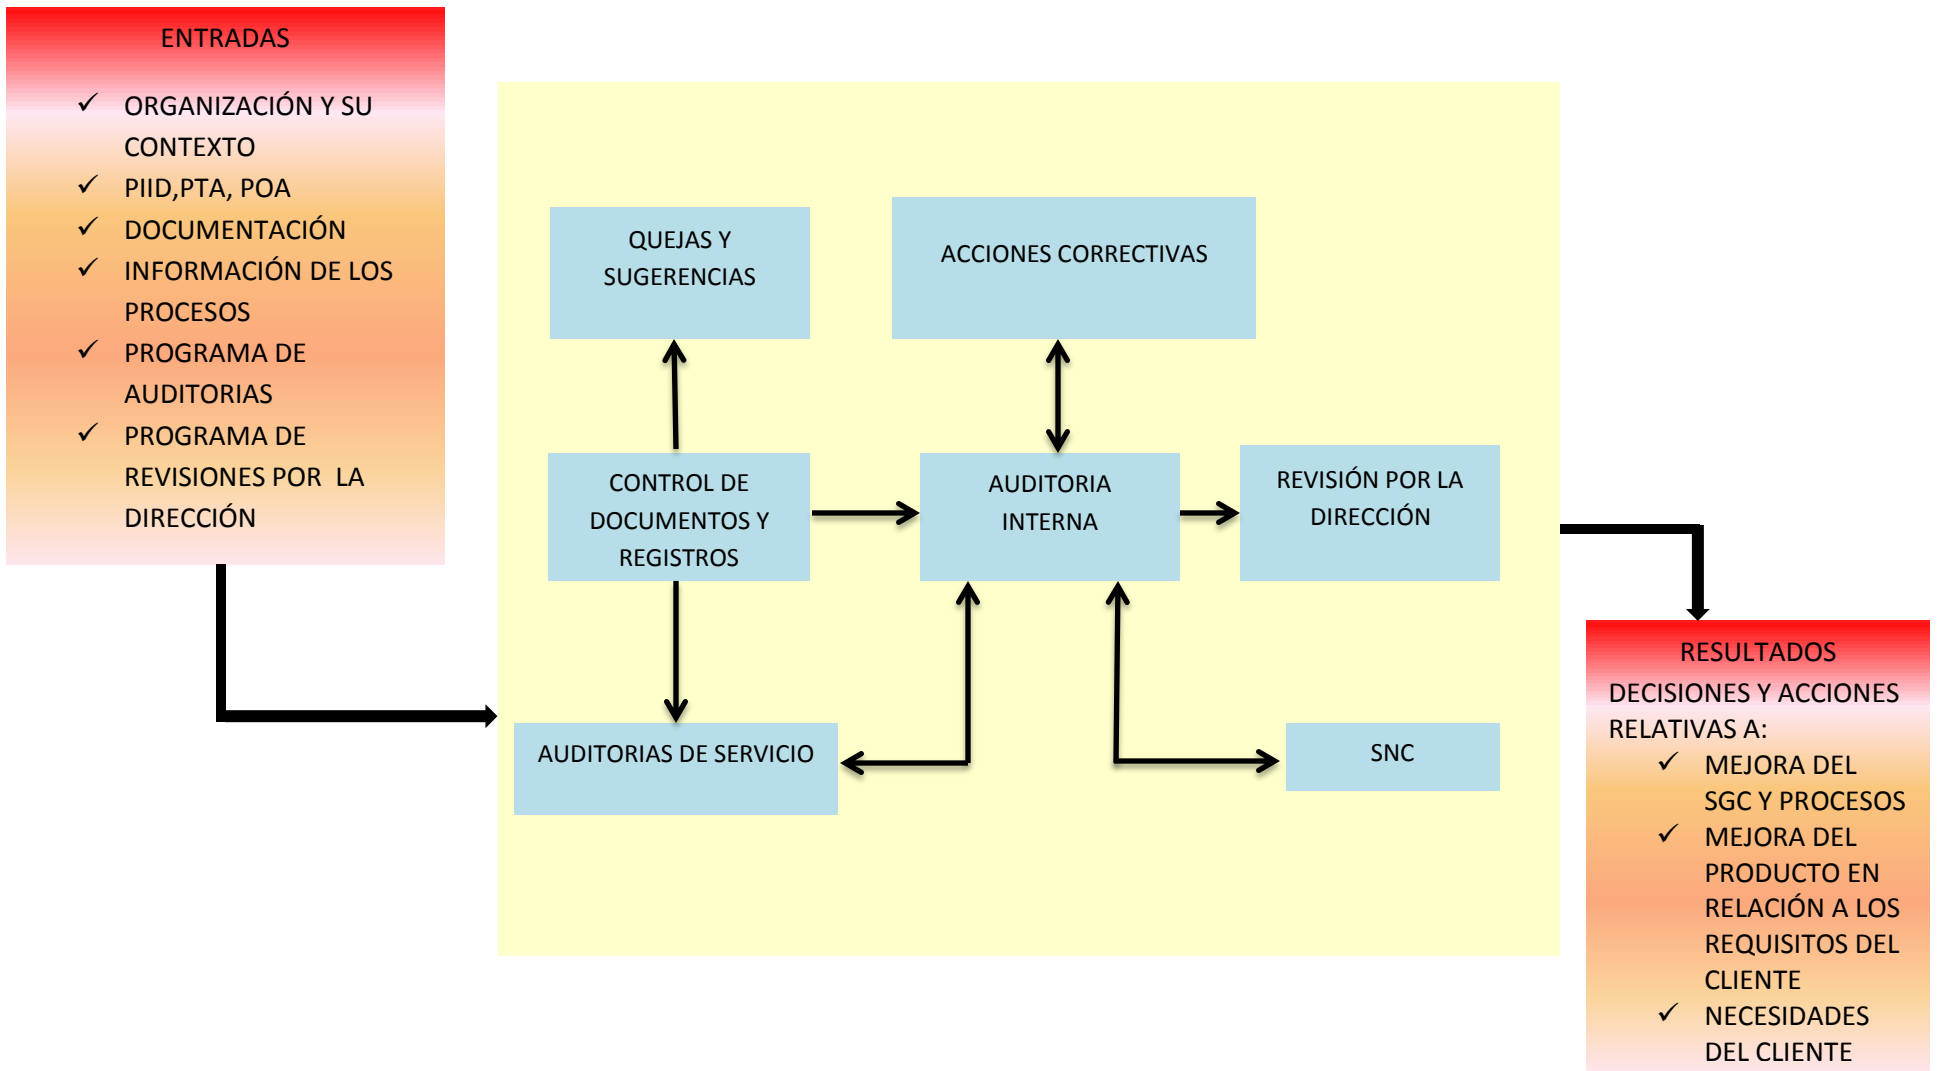 ENTRADAS
✓ ORGANIZACIÓN Y SU
CONTEXTO
✓ PIID,PTA, POA
✓ DOCUMENTACIÓN
✓ INFORMACIÓN DE LOS
PROCESOS
✓ PROGRAMA DE
AUDITORIAS
✓ PROGRAMA DE
REVISIONES POR LA
DIRECCIÓN
QUEJAS Y
SUGERENCIAS
ACCIONES CORRECTIVAS
CONTROL DE
DOCUMENTOS Y
REGISTROS
AUDITORIA
INTERNA
REVISIÓN POR LA
DIRECCIÓN
AUDITORIAS DE SERVICIO
SNC
RESULTADOS
DECISIONES Y ACCIONES
RELATIVAS A:
✓ MEJORA DEL
SGC Y PROCESOS
✓ MEJORA DEL
PRODUCTO EN
RELACIÓN A LOS
REQUISITOS DEL
CLIENTE
✓ NECESIDADES
DEL CLIENTE